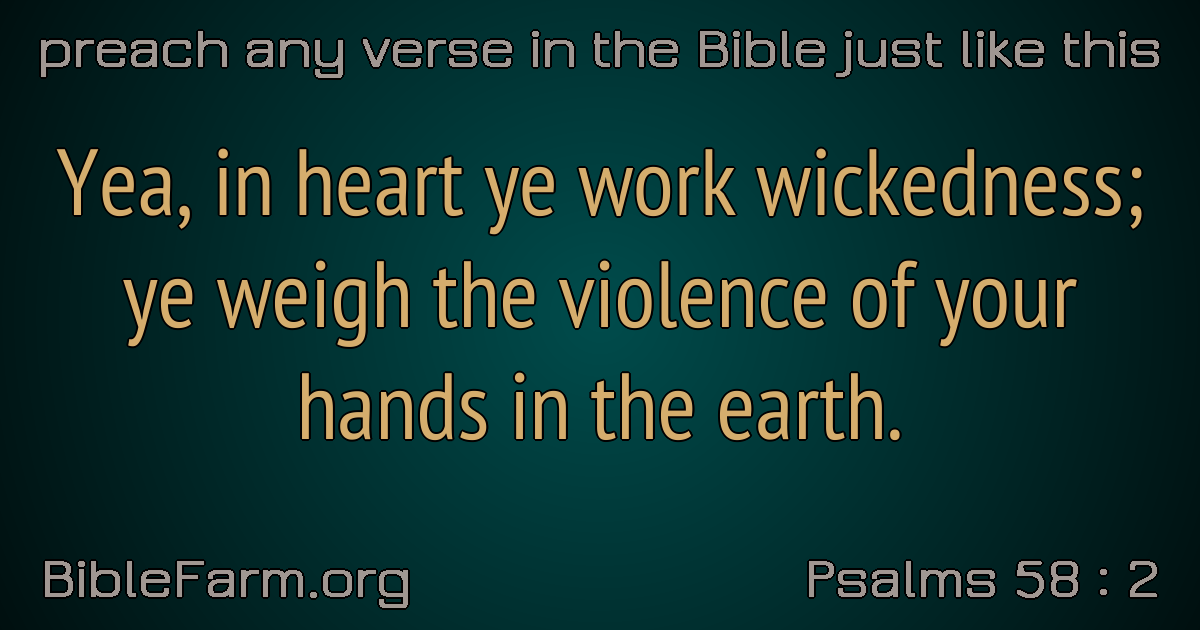 preach any verse in the Bible just like this
Yea, in heart ye work wickedness;
ye weigh the violence of your
hands in the earth.
BibleFarm.org
Psalms 58 : 2